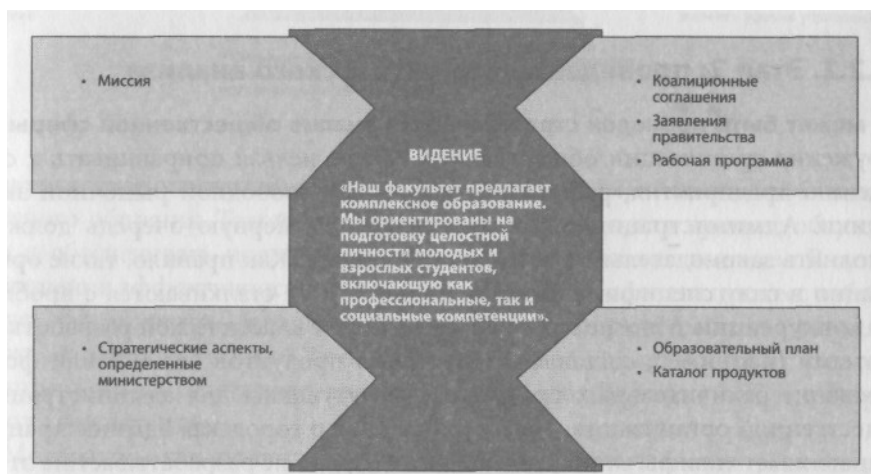 • Миссия
• Коалиционные
соглашения
• Заявления
правительства
• Рабочая программа
ВИДЕНИЕ
«Наш факультет предлагает
комплексное образование.
Мы ориентированы на
подготовку целостной
личности молодых и
взрослых студентов,
включающую как
профессиональные, так и
социальные компетенции».
• Стратегические аспекты,
определенные
министерством
• Образовательный план
• Каталог продуктов